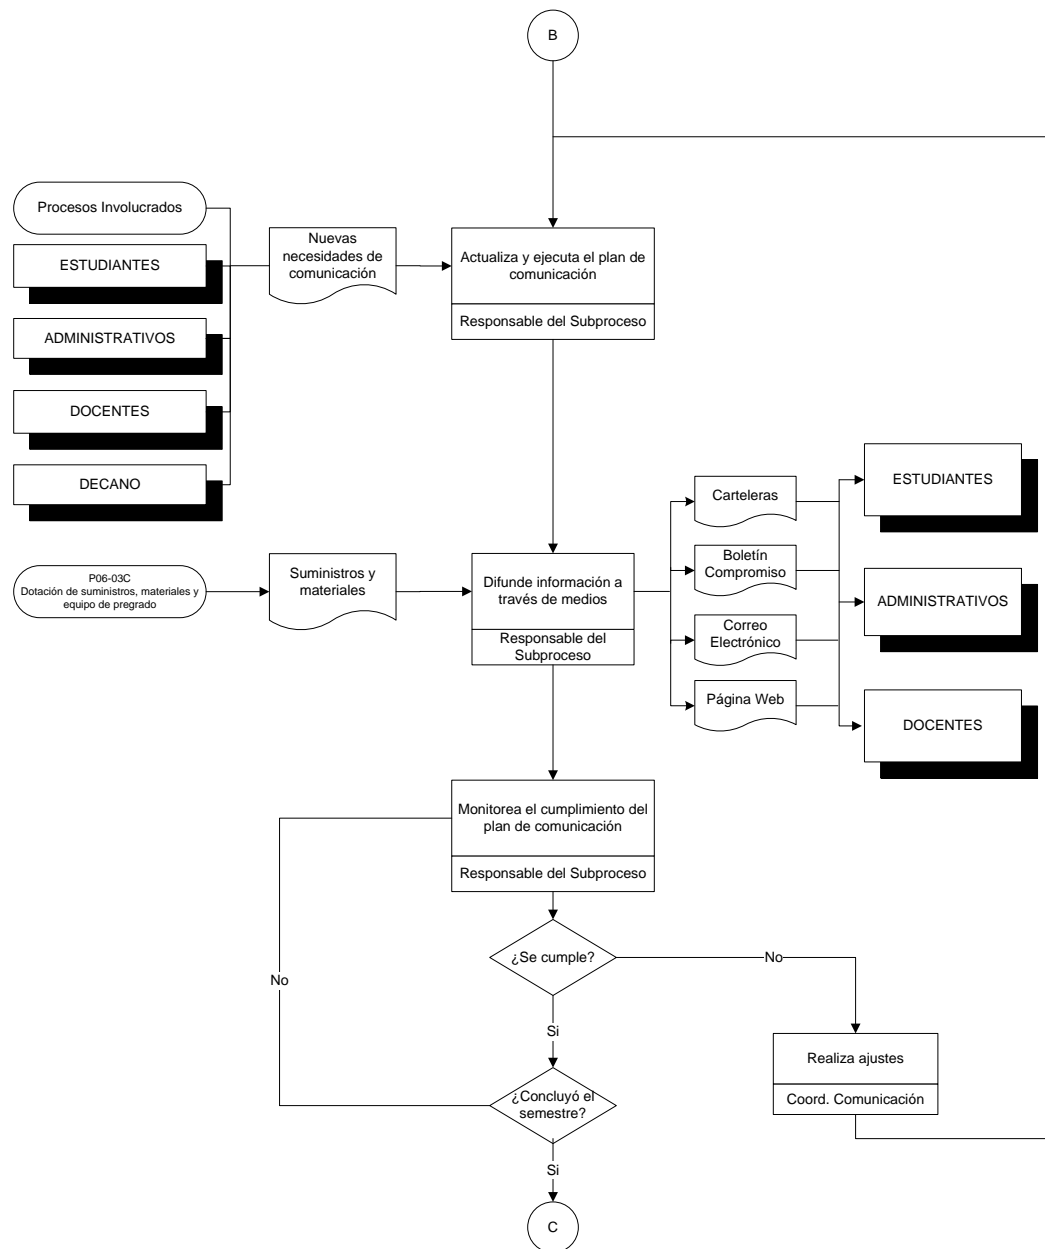 B
Procesos Involucrados
ESTUDIANTES
ADMINISTRATIVOS
DOCENTES
DECANO
Nuevas
necesidades de
comunicación
Actualiza y ejecuta el plan de
comunicación
Responsable del Subproceso
P06-03C
Dotación de suministros, materiales y
equipo de pregrado
Suministros y
materiales
Difunde información a
través de medios
Responsable del
Subproceso
Carteleras
Boletín
Compromiso
Correo
Electrónico
Página Web
ESTUDIANTES
ADMINISTRATIVOS
DOCENTES
Monitorea el cumplimiento del
plan de comunicación
Responsable del Subproceso
¿Se cumple?
No
No
Si
Realiza ajustes
Coord. Comunicación
¿Concluyó el
semestre?
Si
C